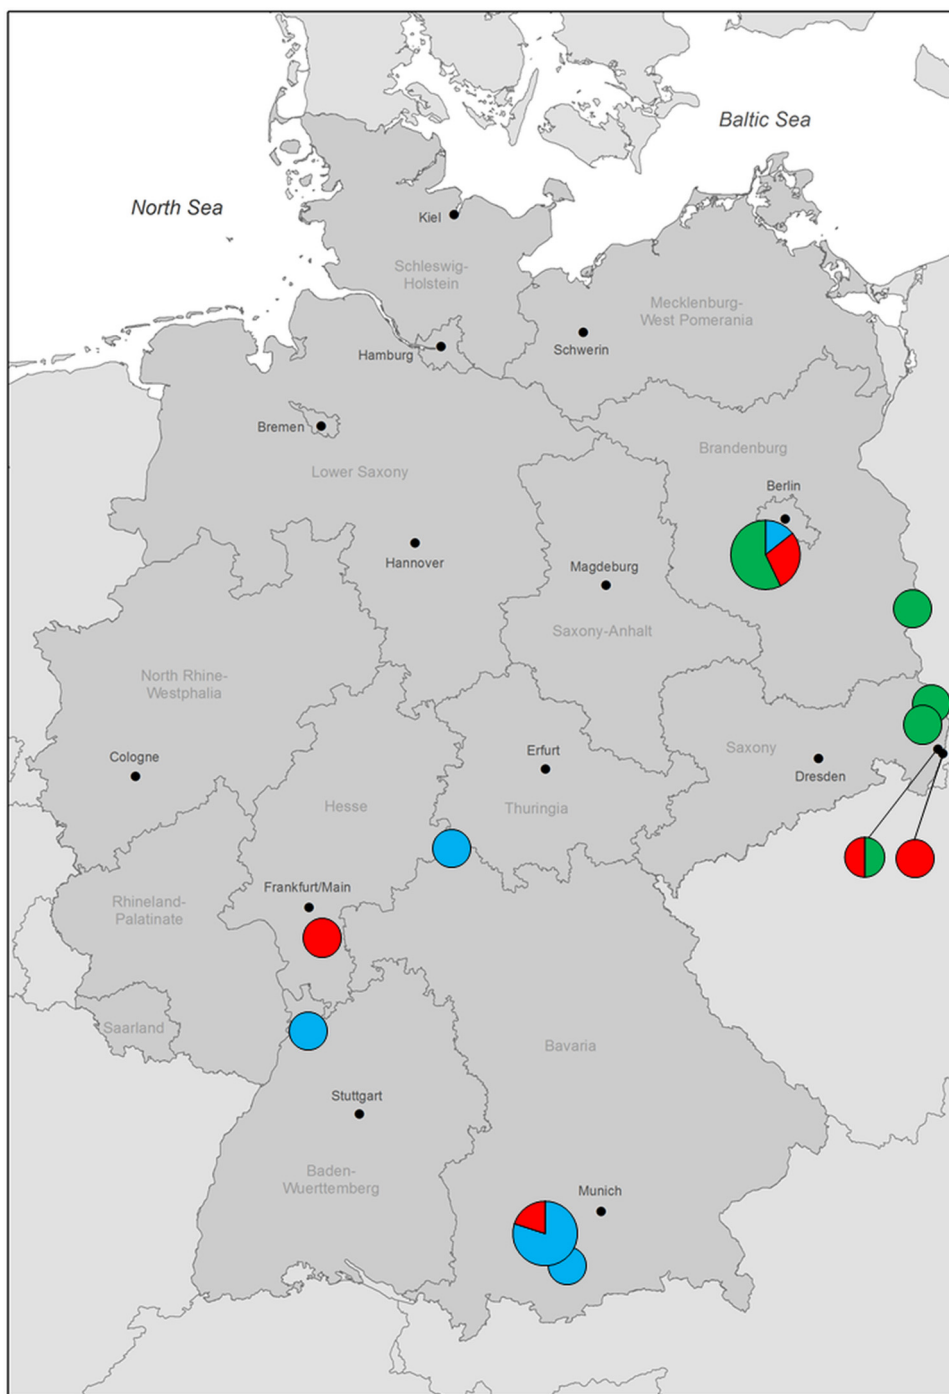 Baltic Sea
North Sea
Kiel
Schleswig-
Holstein
Mecklenburg-
West Pomerania
Schwerin
Hamburg
Bremen
Lower Saxony
Brandenburg
Berlin
Hannover
Magdeburg
Saxony-Anhalt
North Rhine-
Westphalia
Cologne
Erfurt
Saxony
Dresden
Hesse
Thuringia
Frankfurt/Main
Rhineland-
Palatinate
Saarland
Bavaria
Stuttgart
Baden-
Wuerttemberg
Munich